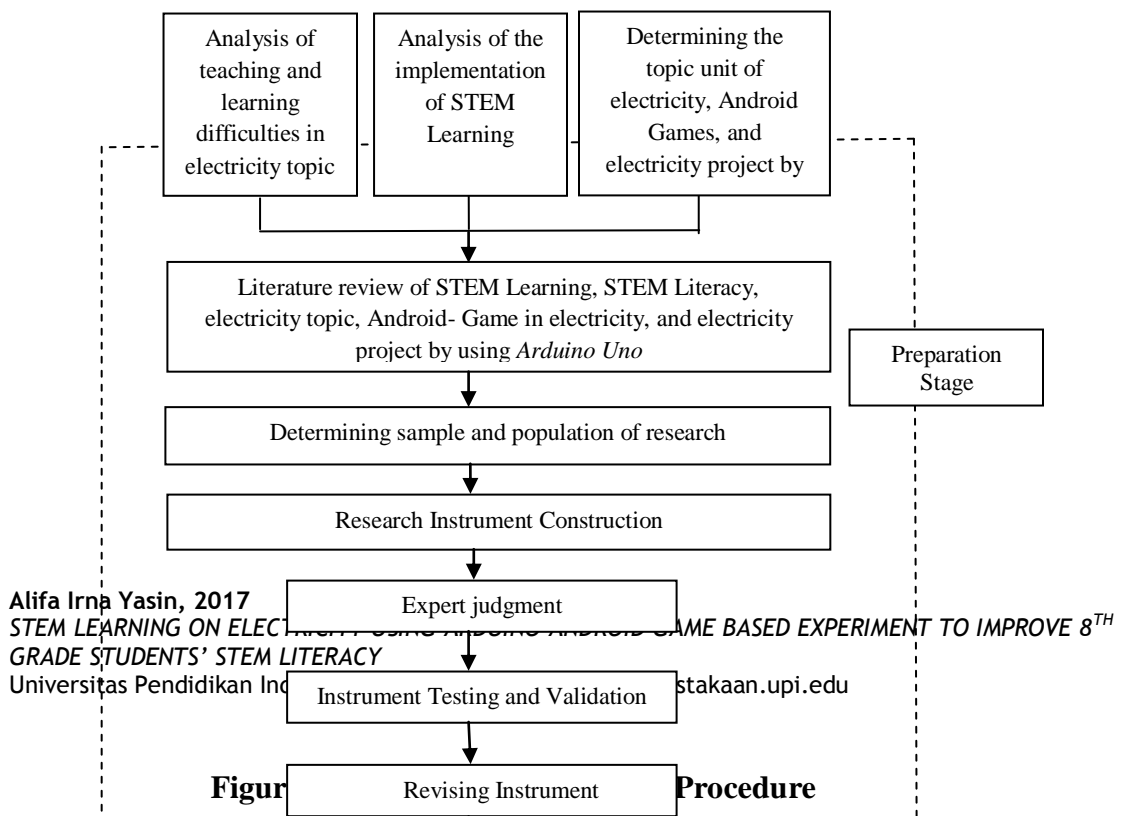 Analysis of
teaching and
learning
difficulties in
electricity topic
Analysis of the
implementation
of STEM
Learning
Determining the
topic unit of
electricity, Android
Games, and
electricity project by
Literature review of STEM Learning, STEM Literacy,
electricity topic, Android- Game in electricity, and electricity
project by using Arduino Uno
Preparation
Stage
Determining sample and population of research
Research Instrument Construction
Expert judgment
Alifa Irna Yasin, 2017
STEM LEARNING ON ELECTRICITY USING ARDUINO ANDROID GAME BASED EXPERIMENT TO IMPROVE 8TH
GRADE STUDENTS' STEM LITERACY
Universitas Pendidikan stakaan.upi.edu
Instrument Testing and Validation
Revising Instrument
Procedure